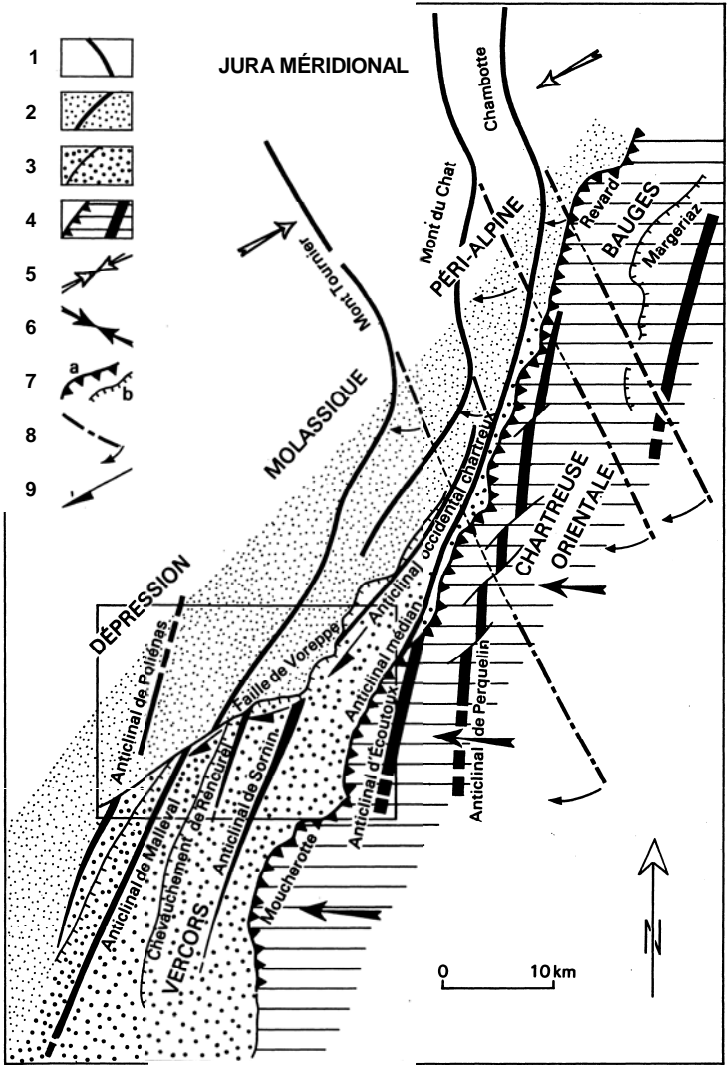 1
2
3
4
5
6
7
a
b
8
9
JURA MÉRIDIONAL
Chambotte
Mont du Chat
PÉRI-ALPINE
Revard
BAUGES
Margeriaz
Mont Tournier
MOLASSIQUE
DÉPRESSION
Anticlinal occidental chartreux
CHARTREUSE
ORIENTALE
Faille de Voreppe
Anticlinal médian
Anticlinal de Poliénas
Anticlinal d'Écoutoux
Anticlinal de Perquelin
Anticlinal de Malleval
Chevauchement de Rencurel
Anticlinal de Sornin
VERCORS
Moucherotte
N
0
10 km